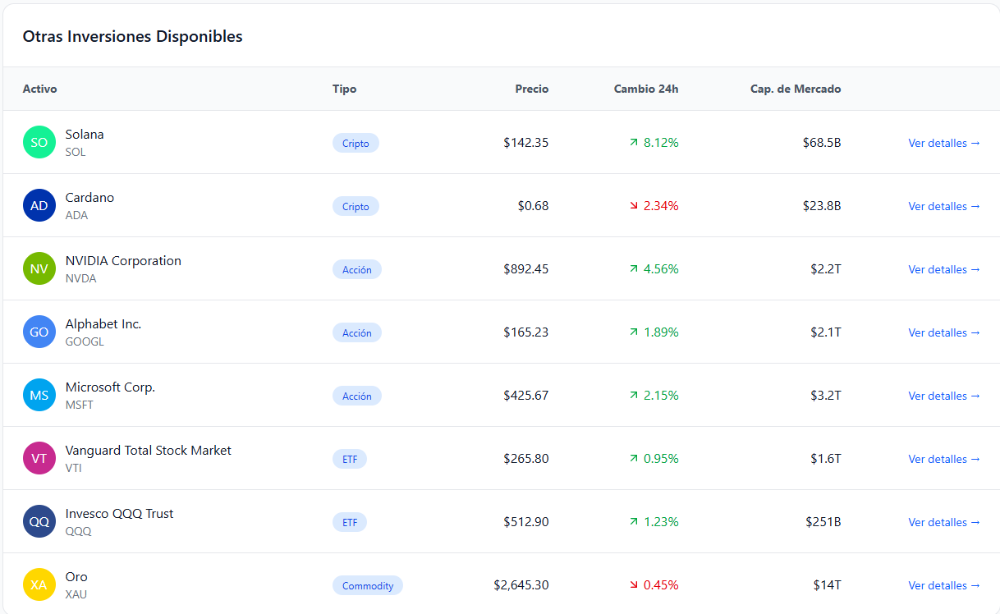 Otras Inversiones Disponibles
Activo Tipo Precio Cambio 24h Cap. de Mercado
SO Solana SOL Cripto $142.35 ↗ 8.12% $68.5B Ver detalles →
AD Cardano ADA Cripto $0.68 ↘ 2.34% $23.8B Ver detalles →
NV NVIDIA Corporation NVDA Acción $892.45 ↗ 4.56% $2.2T Ver detalles →
GO Alphabet Inc. GOOGL Acción $165.23 ↗ 1.89% $2.1T Ver detalles →
MS Microsoft Corp. MSFT Acción $425.67 ↗ 2.15% $3.2T Ver detalles →
VT Vanguard Total Stock Market VTI ETF $265.80 ↗ 0.95% $1.6T Ver detalles →
QQ Invesco QQQ Trust QQQ ETF $512.90 ↗ 1.23% $251B Ver detalles →
XA Oro XAU Commodity $2,645.30 ↘ 0.45% $14T Ver detalles →